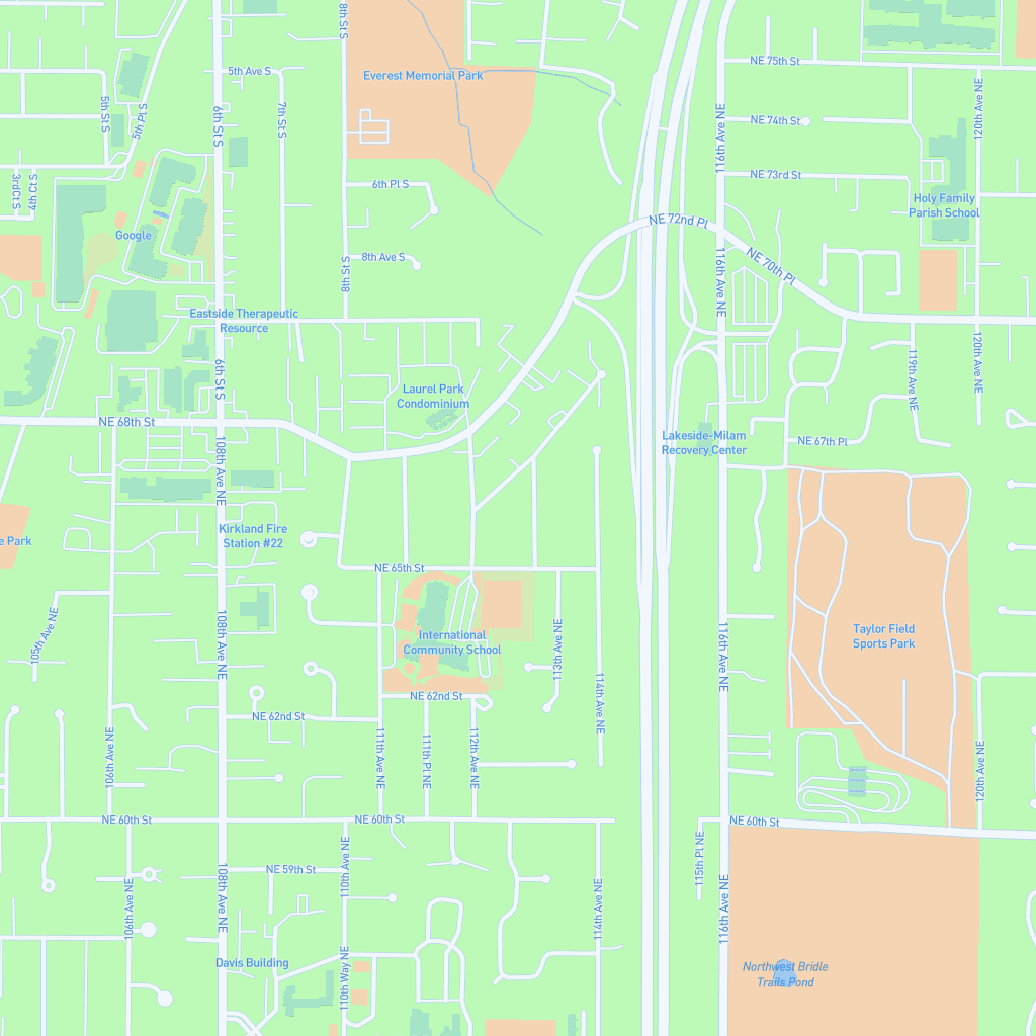 8th St S
NE 75th St
5th Ave S
Everest Memorial Park
5th St S
5th Pl S
6th St S
7th St S
120th Ave NE
116th Ave NE
NE 74th St
NE 73rd St
3rdCt S
4th Ct S
6th Pl S
Holy Family
Parish School
NE 72nd Pl
Google
8th Ave S
8th St S
116th Ave NE
NE 70th Pl
Eastside Therapeutic
Resource
6th St S
119th Ave NE
120th Ave NE
Laurel Park
Condominium
NE 68th St
108th Ave NE
Lakeside-Milam
Recovery Center
NE 67th Pl
Kirkland Fire
Station #22
e Park
NE 65th St
105th Ave NE
108th Ave NE
International
Community School
113th Ave NE
116th Ave NE
Taylor Field
Sports Park
NE 62nd St
114th Ave NE
NE 62nd St
106th Ave NE
111th Ave NE
111th Pl NE
112th Ave NE
120th Ave NE
NE 60th St
NE 60th St
NE 60th St
115th Pl NE
NE 59th St
110th Ave NE
106th Ave NE
108th Ave NE
114th Ave NE
116th Ave NE
Davis Building
110th Way NE
Northwest Bridle
Trails Pond